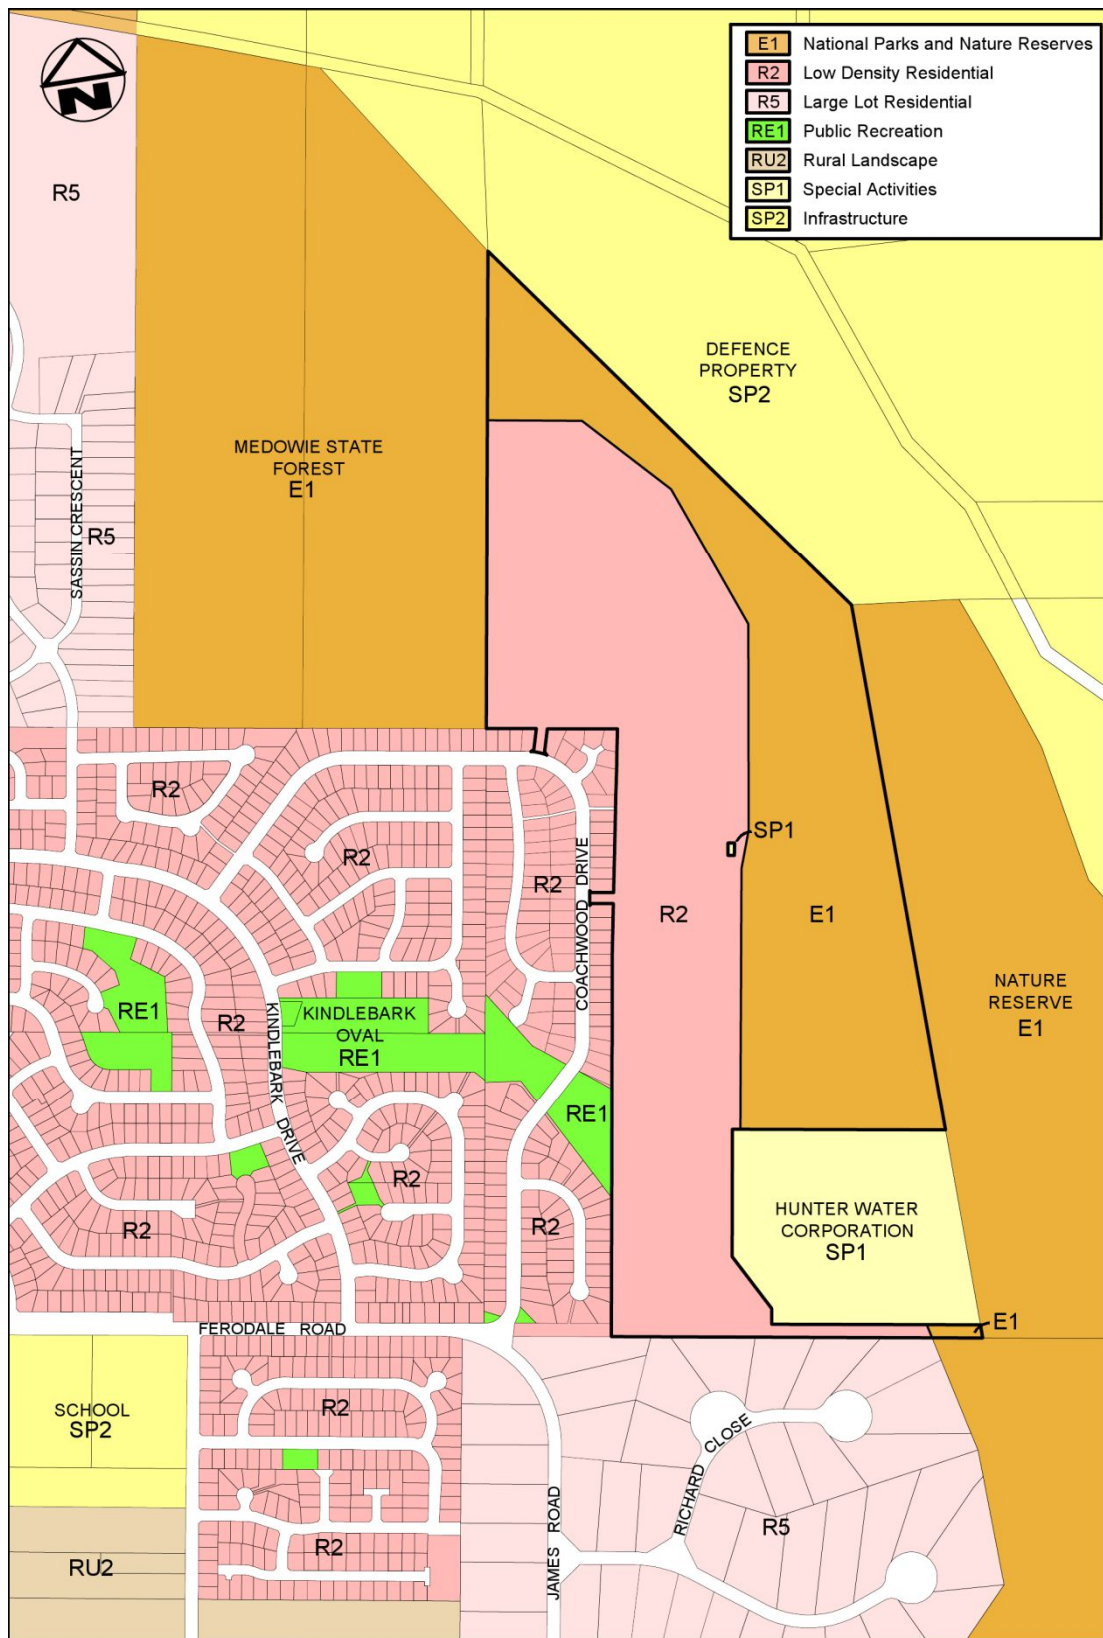 E1 National Parks and Nature Reserves
R2 Low Density Residential
R5 Large Lot Residential
RE1 Public Recreation
RU2 Rural Landscape
SP1 Special Activities
SP2 Infrastructure
N
R5
DEFENCE
PROPERTY
SP2
MEDOWIE STATE
FOREST
E1
SASSIN CRESCENT
R5
R2
SP1
R2
R2
COACHWOOD DRIVE
R2
E1
NATURE
RESERVE
E1
RE1
R2
KINDLEBARK
OVAL
RE1
KINDLEBARK DRIVE
RE1
R2
R2
R2
HUNTER WATER
CORPORATION
SP1
E1
FERODALE ROAD
SCHOOL
SP2
R2
RICHARD CLOSE
JAMES ROAD
R5
R2
RU2